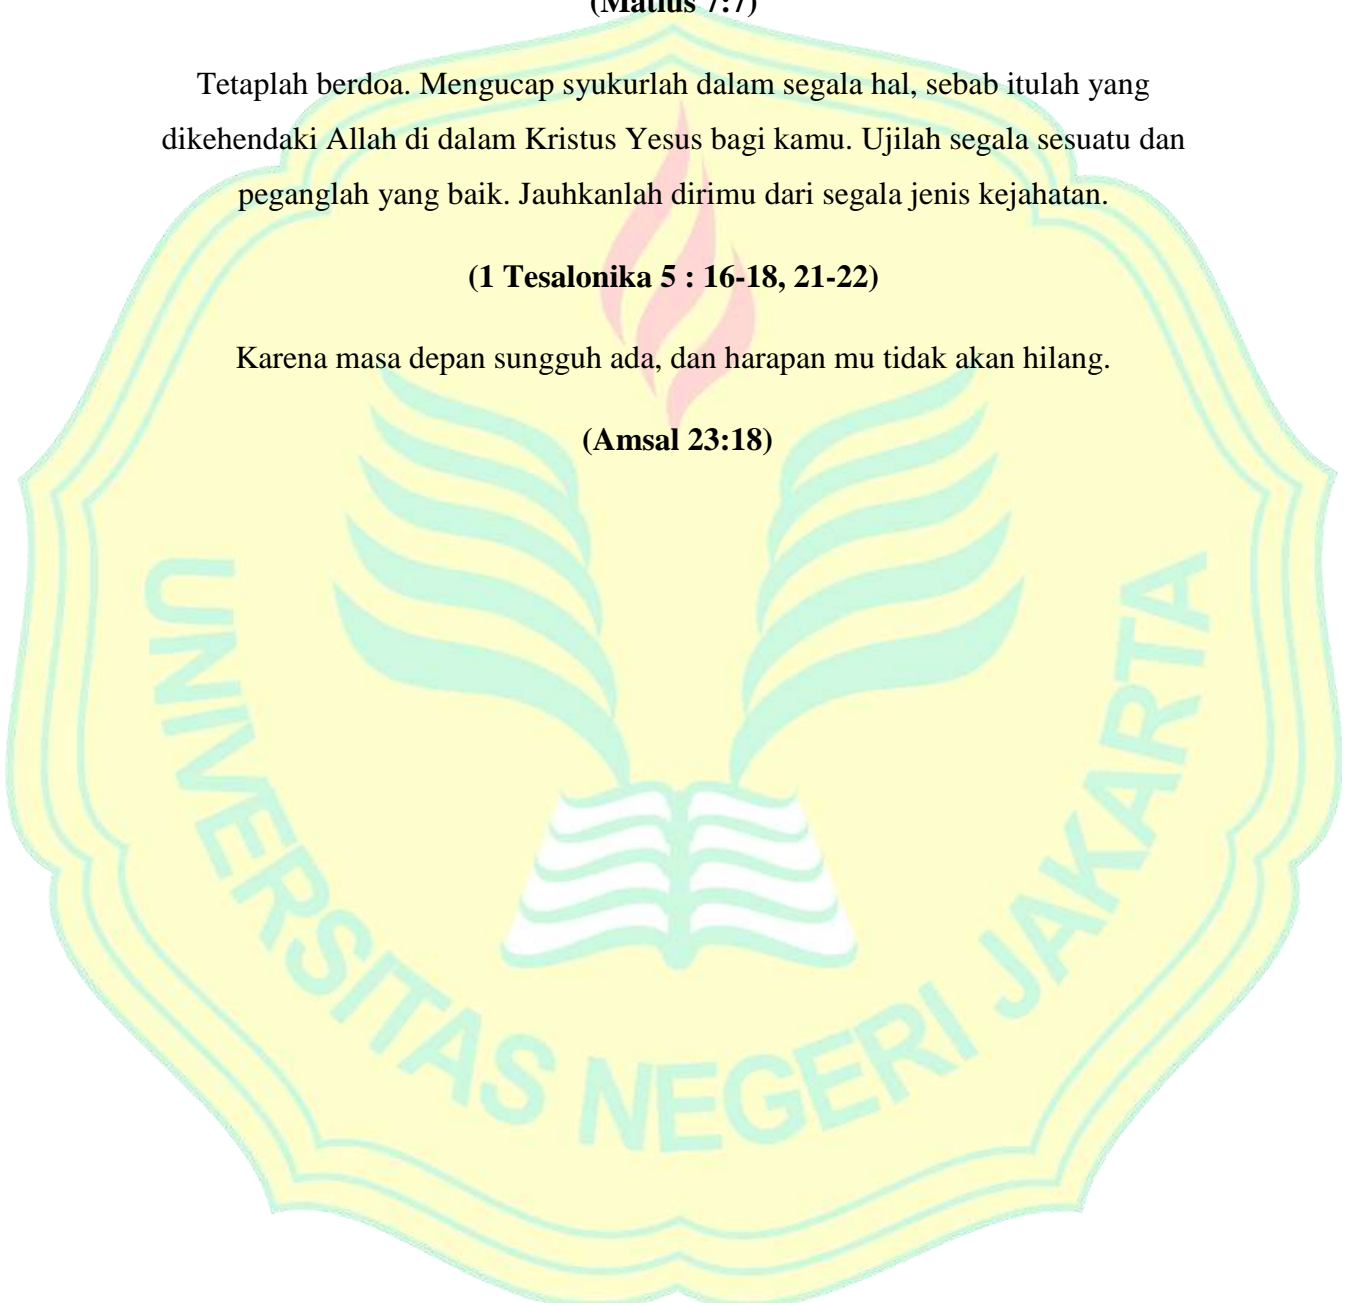 (Matius 7:7)
Tetaplah berdoa. Mengucap syukurlah dalam segala hal, sebab itulah yang
dikehendaki Allah di dalam Kristus Yesus bagi kamu. Ujilah segala sesuatu dan
peganglah yang baik. Jauhkanlah dirimu dari segala jenis kejahatan.
(1 Tesalonika 5 : 16-18, 21-22)
Karena masa depan sungguh ada, dan harapan mu tidak akan hilang.
(Amsal 23:18)
UNIVERSITAS NEGERI JAKARTA